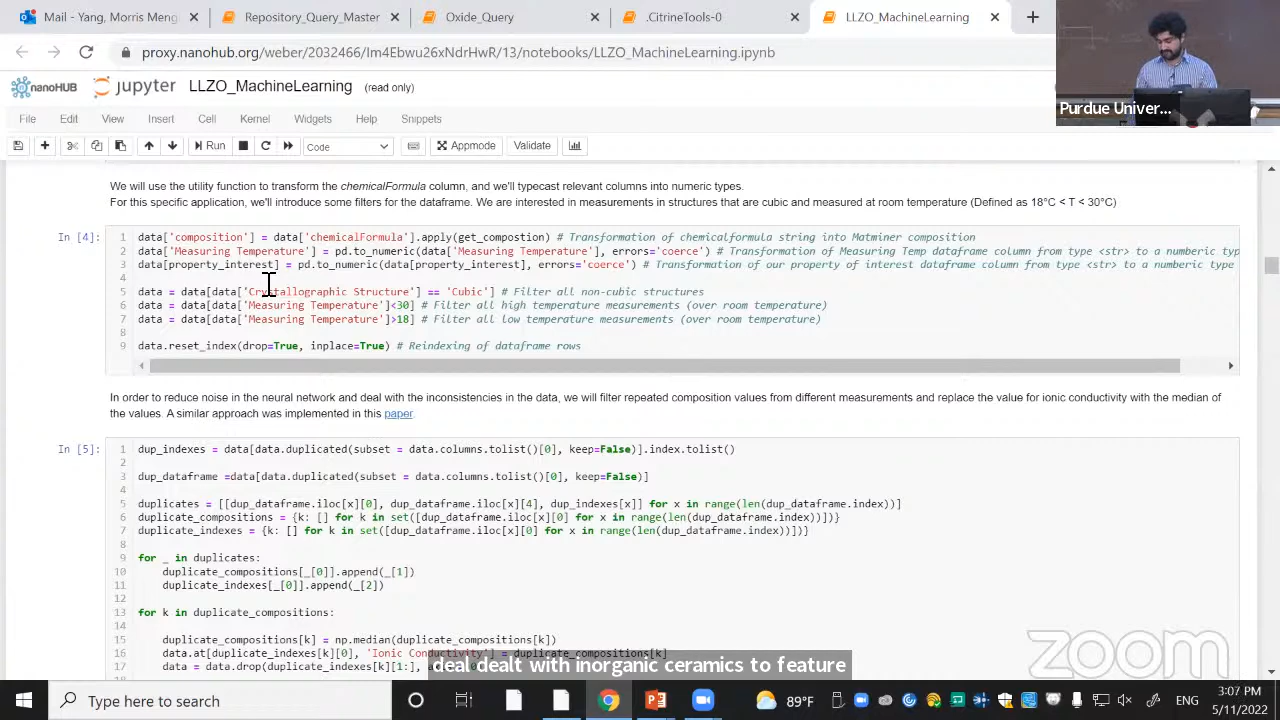 Mail - Yang, Morris Meng
Repository_Query_Master
Oxide_Query
.CitrineTools-0
LLZO_MachineLearning
proxy.nanohub.org/weber/2032466/Im4Ebwu26xNdrHwR/13/notebooks/LLZO_MachineLearning.ipynb
Purdue Univer...
nanoHUB jupyter LLZO_MachineLearning (read only)
File Edit View Insert Cell Kernel Widgets Help Snippets
Run Code Appmode Validate
We will use the utility function to transform the chemicalFormula column, and we'll typecast relevant columns into numeric types.
For this specific application, we'll introduce some filters for the dataframe. We are interested in measurements in structures that are cubic and measured at room temperature (Defined as 18°C < T < 30°C)
In [4]:
1 data['composition'] = data['chemicalFormula'].apply(get_compostion) # Transformation of chemicalformula string into Matminer composition
2 data['Measuring Temperature'] = pd.to_numeric(data['Measuring Temperature'], errors='coerce') # Transformation of Measuring Temp dataframe column from type <str> to a numberic typ
3 data[property_interest] = pd.to_numeric(data[property_interest], errors='coerce') # Transformation of our property of interest dataframe column from type <str> to a numeric type
4
5 data = data[data['Crystallographic Structure'] == 'Cubic'] # Filter all non-cubic structures
6 data = data[data['Measuring Temperature']<30] # Filter all high temperature measurements (over room temperature)
7 data = data[data['Measuring Temperature']>18] # Filter all low temperature measurements (over room temperature)
8
9 data.reset_index(drop=True, inplace=True) # Reindexing of dataframe rows
In order to reduce noise in the neural network and deal with the inconsistencies in the data, we will filter repeated composition values from different measurements and replace the value for ionic conductivity with the median of
the values. A similar approach was implemented in this paper.
In [5]:
1 dup_indexes = data[data.duplicated(subset = data.columns.tolist()[0], keep=False)].index.tolist()
2
3 dup_dataframe =data[data.duplicated(subset = data.columns.tolist()[0], keep=False)]
4
5 duplicates = [[dup_dataframe.iloc[x][0], dup_dataframe.iloc[x][4], dup_indexes[x]] for x in range(len(dup_dataframe.index))]
6 duplicate_compositions = {k: [] for k in set([dup_dataframe.iloc[x][0] for x in range(len(dup_dataframe.index))])}
7 duplicate_indexes = {k: [] for k in set([dup_dataframe.iloc[x][0] for x in range(len(dup_dataframe.index))])}
8
9 for _ in duplicates:
10 duplicate_compositions[_[0]].append(_[1])
11 duplicate_indexes[_[0]].append(_[2])
12
13 for k in duplicate_compositions:
14
15 duplicate_compositions[k] = np.median(duplicate_compositions[k])
16 data.at[duplicate_indexes[k][0], 'Ionic Conductivity'] = duplicate_compositions[k]
17 data = data.drop(duplicate_indexes[k][1:],
deal dealt with inorganic ceramics to feature
zoom
Type here to search
89°F
ENG
3:07 PM
5/11/2022